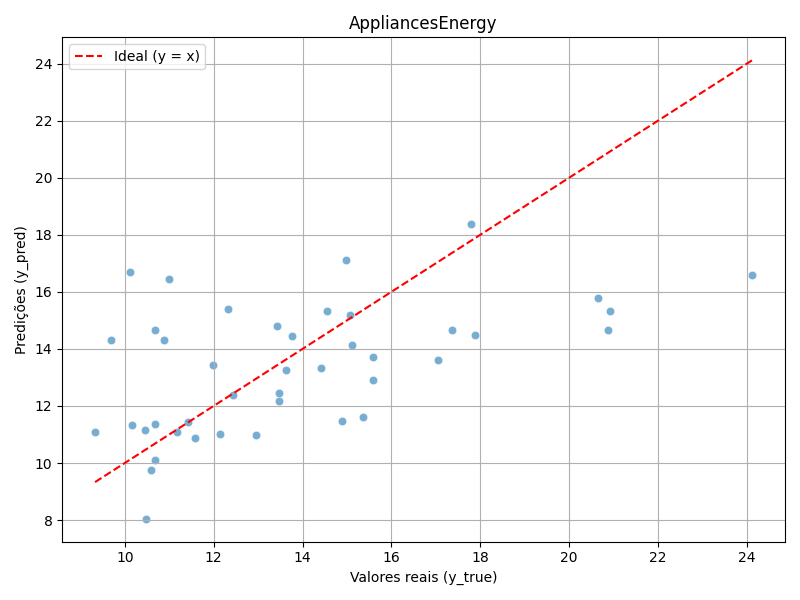 AppliancesEnergy
Ideal (y = x)
Predições (y_pred)
24
22
20
18
16
14
12
10
8
10 12 14 16 18 20 22 24
Valores reais (y_true)